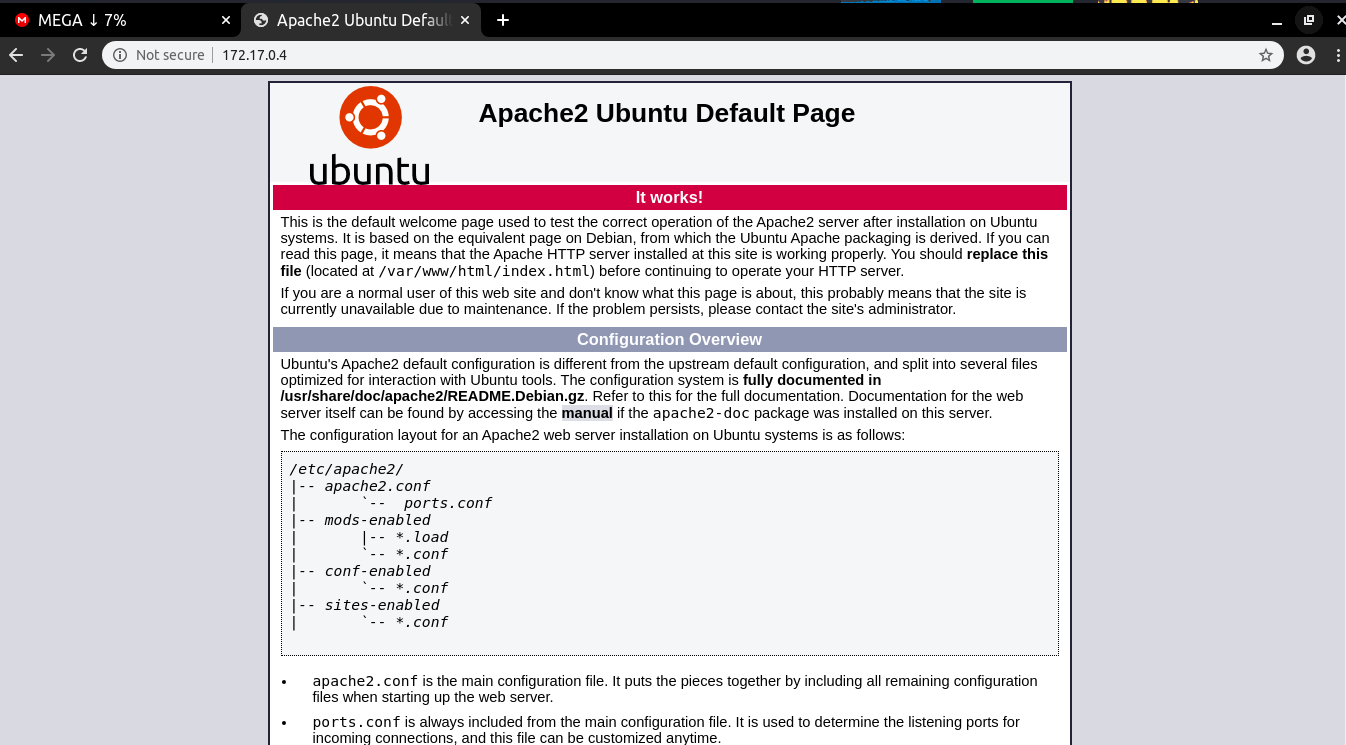 MEGA ↓ 7%
Apache2 Ubuntu Defaul
Not secure | 172.17.0.4
ubuntu
Apache2 Ubuntu Default Page
It works!
This is the default welcome page used to test the correct operation of the Apache2 server after installation on Ubuntu
systems. It is based on the equivalent page on Debian, from which the Ubuntu Apache packaging is derived. If you can
read this page, it means that the Apache HTTP server installed at this site is working properly. You should replace this
file (located at /var/www/html/index.html) before continuing to operate your HTTP server.
If you are a normal user of this web site and don't know what this page is about, this probably means that the site is
currently unavailable due to maintenance. If the problem persists, please contact the site's administrator.
Configuration Overview
Ubuntu's Apache2 default configuration is different from the upstream default configuration, and split into several files
optimized for interaction with Ubuntu tools. The configuration system is fully documented in
/usr/share/doc/apache2/README.Debian.gz. Refer to this for the full documentation. Documentation for the web
server itself can be found by accessing the manual if the apache2-doc package was installed on this server.
The configuration layout for an Apache2 web server installation on Ubuntu systems is as follows:
/etc/apache2/
|-- apache2.conf
|       `--  ports.conf
|-- mods-enabled
|       |-- *.load
|       `-- *.conf
|-- conf-enabled
|       `-- *.conf
|-- sites-enabled
|       `-- *.conf
• apache2.conf is the main configuration file. It puts the pieces together by including all remaining configuration
files when starting up the web server.
• ports.conf is always included from the main configuration file. It is used to determine the listening ports for
incoming connections, and this file can be customized anytime.